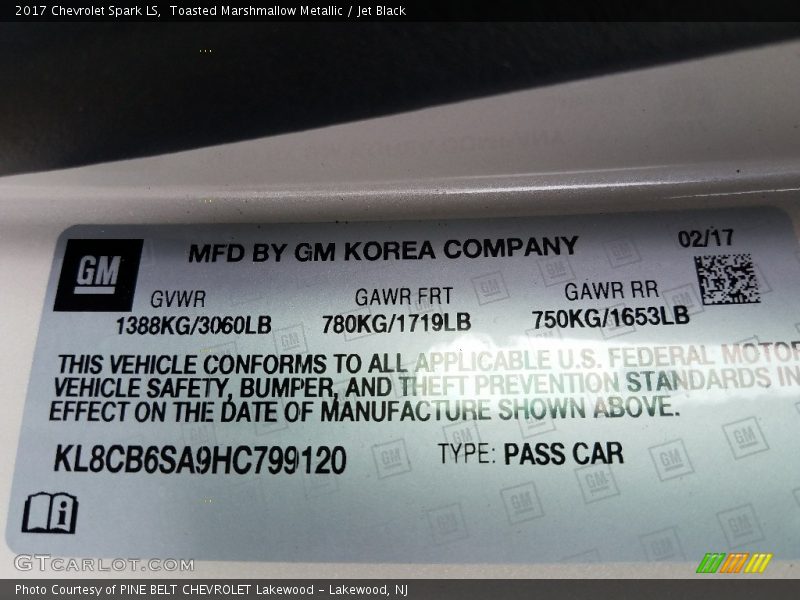 2017 Chevrolet Spark LS,  Toasted Marshmallow Metallic / Jet Black
GM
MFD BY GM KOREA COMPANY
02/17
GVWR
GAWR FRT
GAWR RR
1388KG/3060LB
780KG/1719LB
750KG/1653LB
THIS VEHICLE CONFORMS TO ALL APPLICABLE U.S. FEDERAL MOTOR
VEHICLE SAFETY, BUMPER, AND THEFT PREVENTION STANDARDS IN
EFFECT ON THE DATE OF MANUFACTURE SHOWN ABOVE.
KL8CB6SA9HC799120
TYPE: PASS CAR
GTCARLOT.COM
Photo Courtesy of PINE BELT CHEVROLET Lakewood – Lakewood, NJ